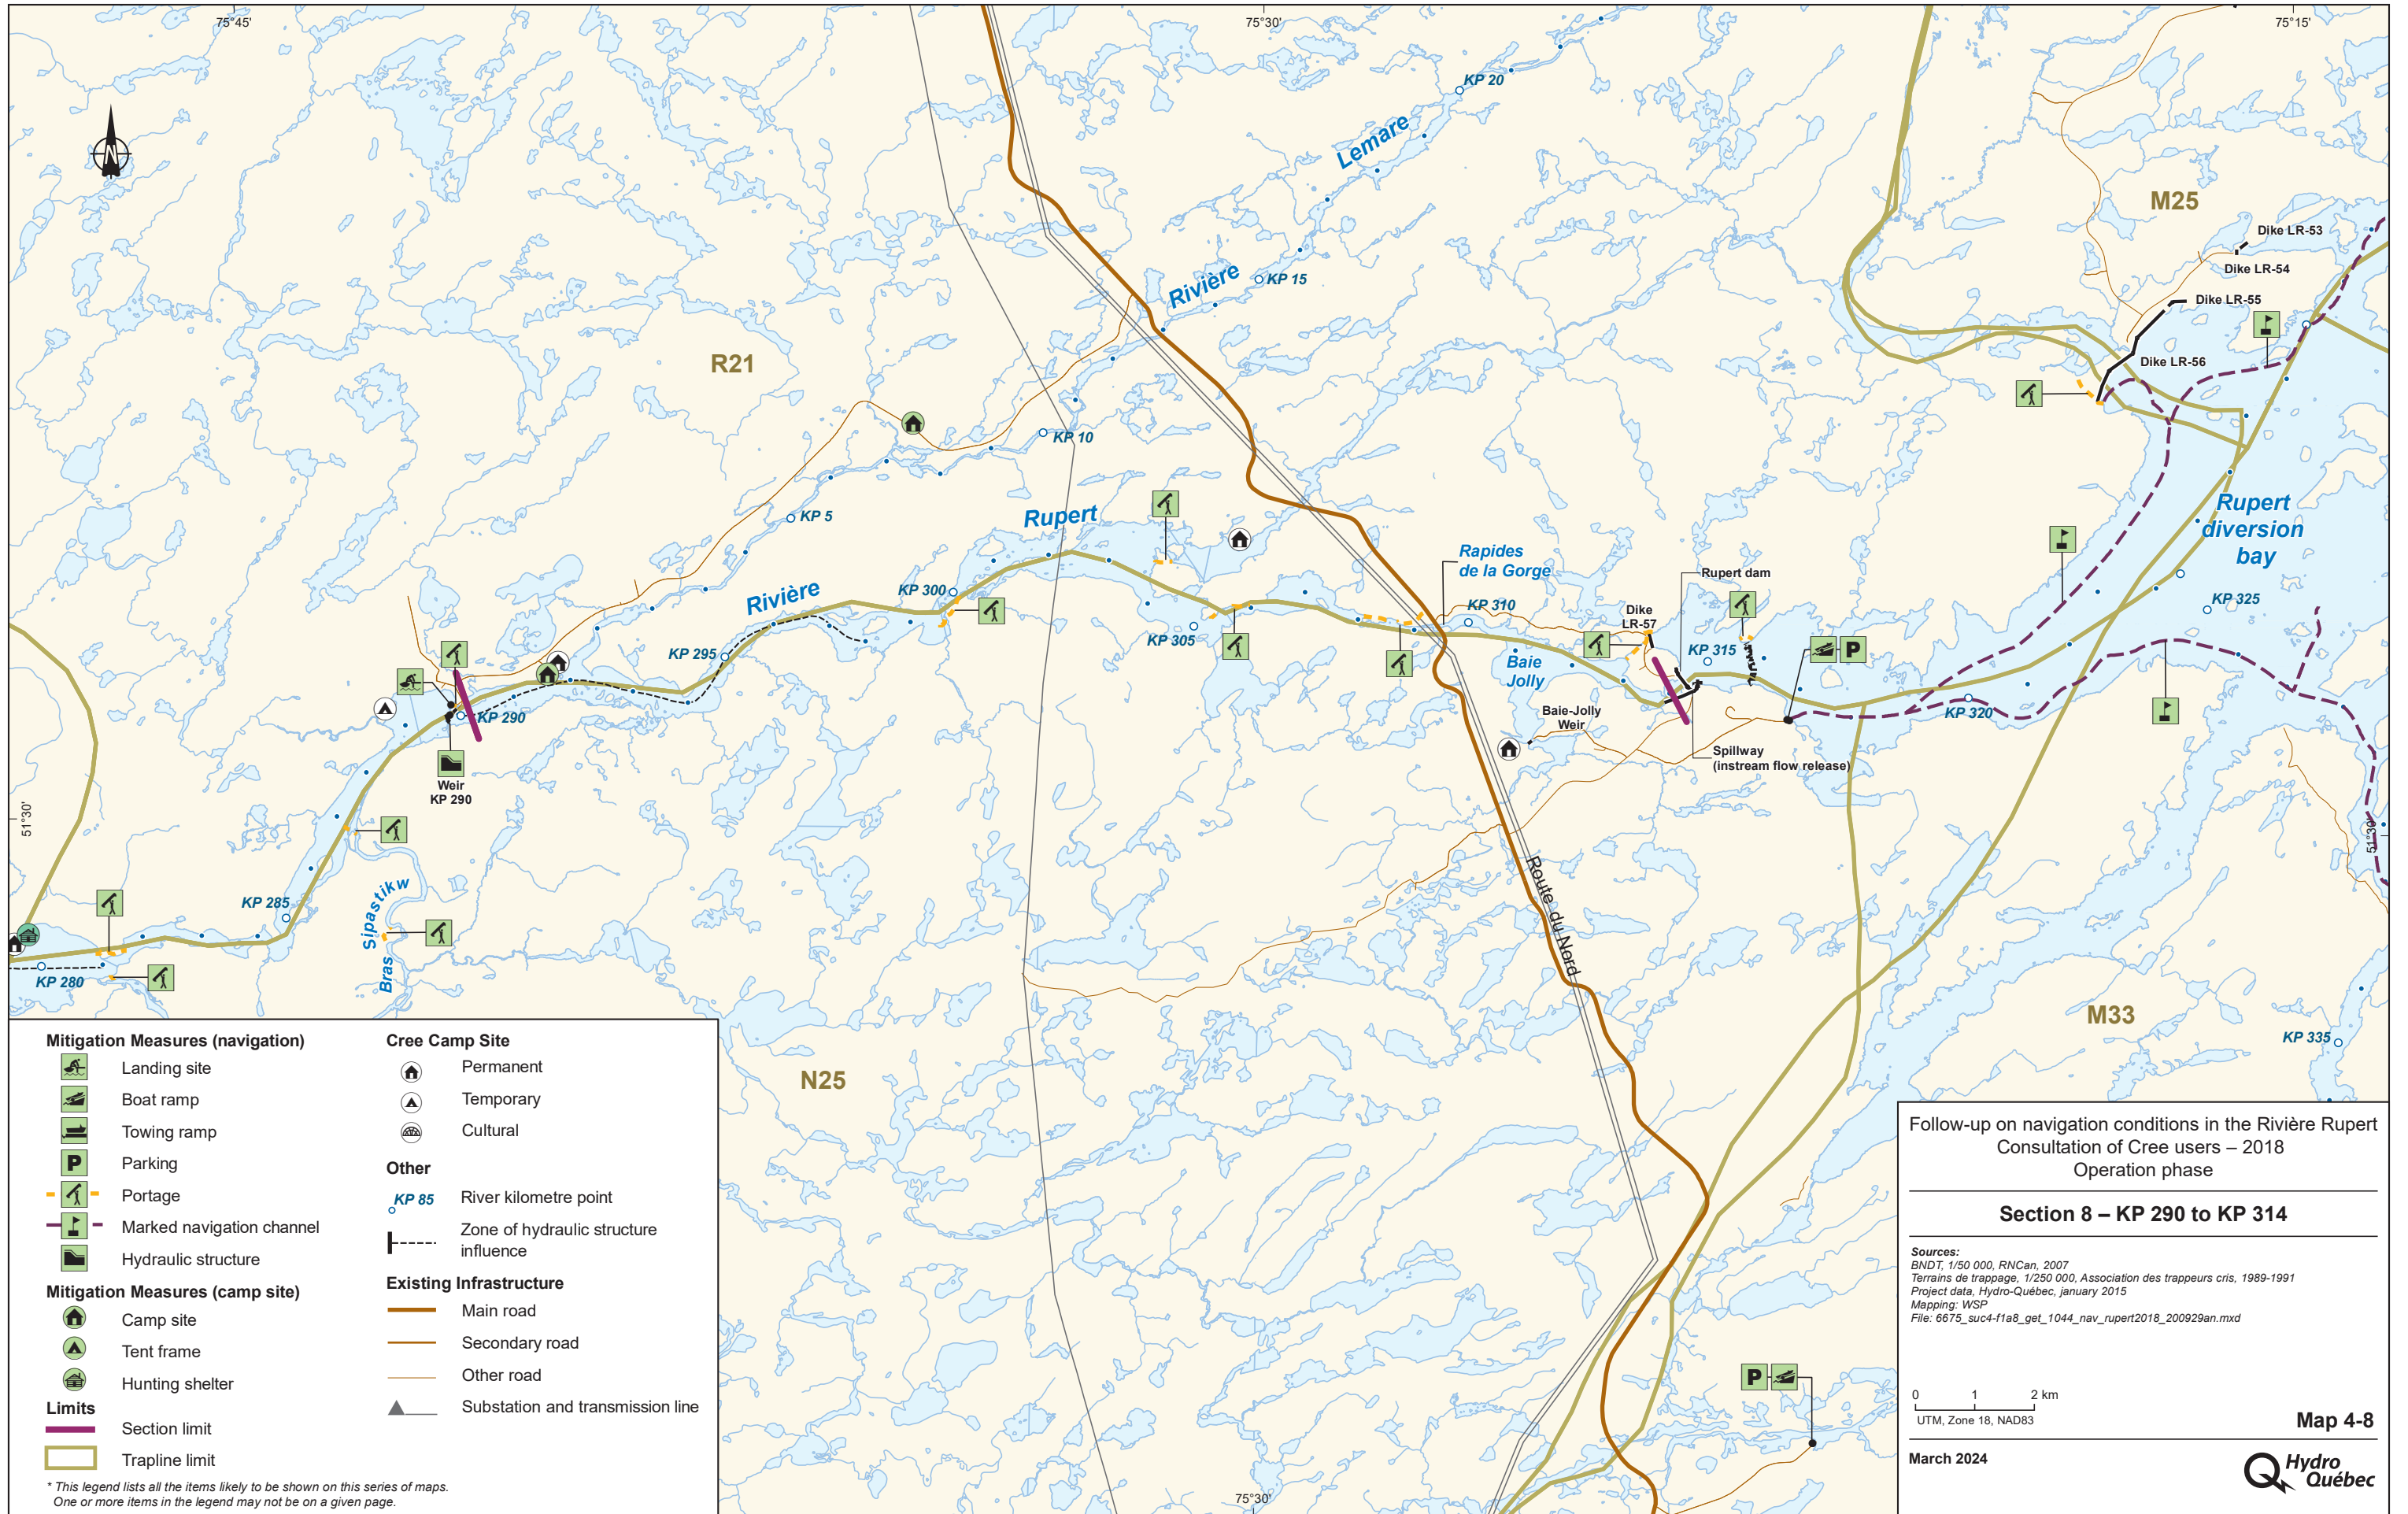 75°45'
75°30'
75°15'
KP 20
Lemare
M25
Dike LR-53
Dike LR-54
Rivière
KP 15
Dike LR-55
R21
Dike LR-56
KP 10
KP 5
Rupert
Rupert
diversion
bay
Rapides
de la Gorge
Rupert dam
Rivière
KP 300
KP 325
KP 310
Dike
LR-57
KP 305
KP 295
KP 315
P
Baie
Jolly
KP 290
Baie-Jolly
Weir
KP 320
Spillway
(instream flow release)
Weir
KP 290
51°30'
51°30'
Route du Nord
Sipastikw
Bras
KP 285
KP 280
M33
KP 335
N25
P
75°30'
Mitigation Measures (navigation)
Landing site
Boat ramp
Towing ramp
P Parking
Portage
Marked navigation channel
Hydraulic structure
Mitigation Measures (camp site)
Camp site
Tent frame
Hunting shelter
Limits
Section limit
Trapline limit
* This legend lists all the items likely to be shown on this series of maps.
One or more items in the legend may not be on a given page.
Cree Camp Site
Permanent
Temporary
Cultural
Other
KP 85 River kilometre point
Zone of hydraulic structure
influence
Existing Infrastructure
Main road
Secondary road
Other road
Substation and transmission line
Follow-up on navigation conditions in the Rivière Rupert
Consultation of Cree users – 2018
Operation phase
Section 8 – KP 290 to KP 314
Sources:
BNDT, 1/50 000, RNCan, 2007
Terrains de trappage, 1/250 000, Association des trappeurs cris, 1989-1991
Project data, Hydro-Québec, january 2015
Mapping: WSP
File: 6675_suc4-f1a8_get_1044_nav_rupert2018_200929an.mxd
0 1 2 km
UTM, Zone 18, NAD83
Map 4-8
March 2024
Hydro
Québec
N